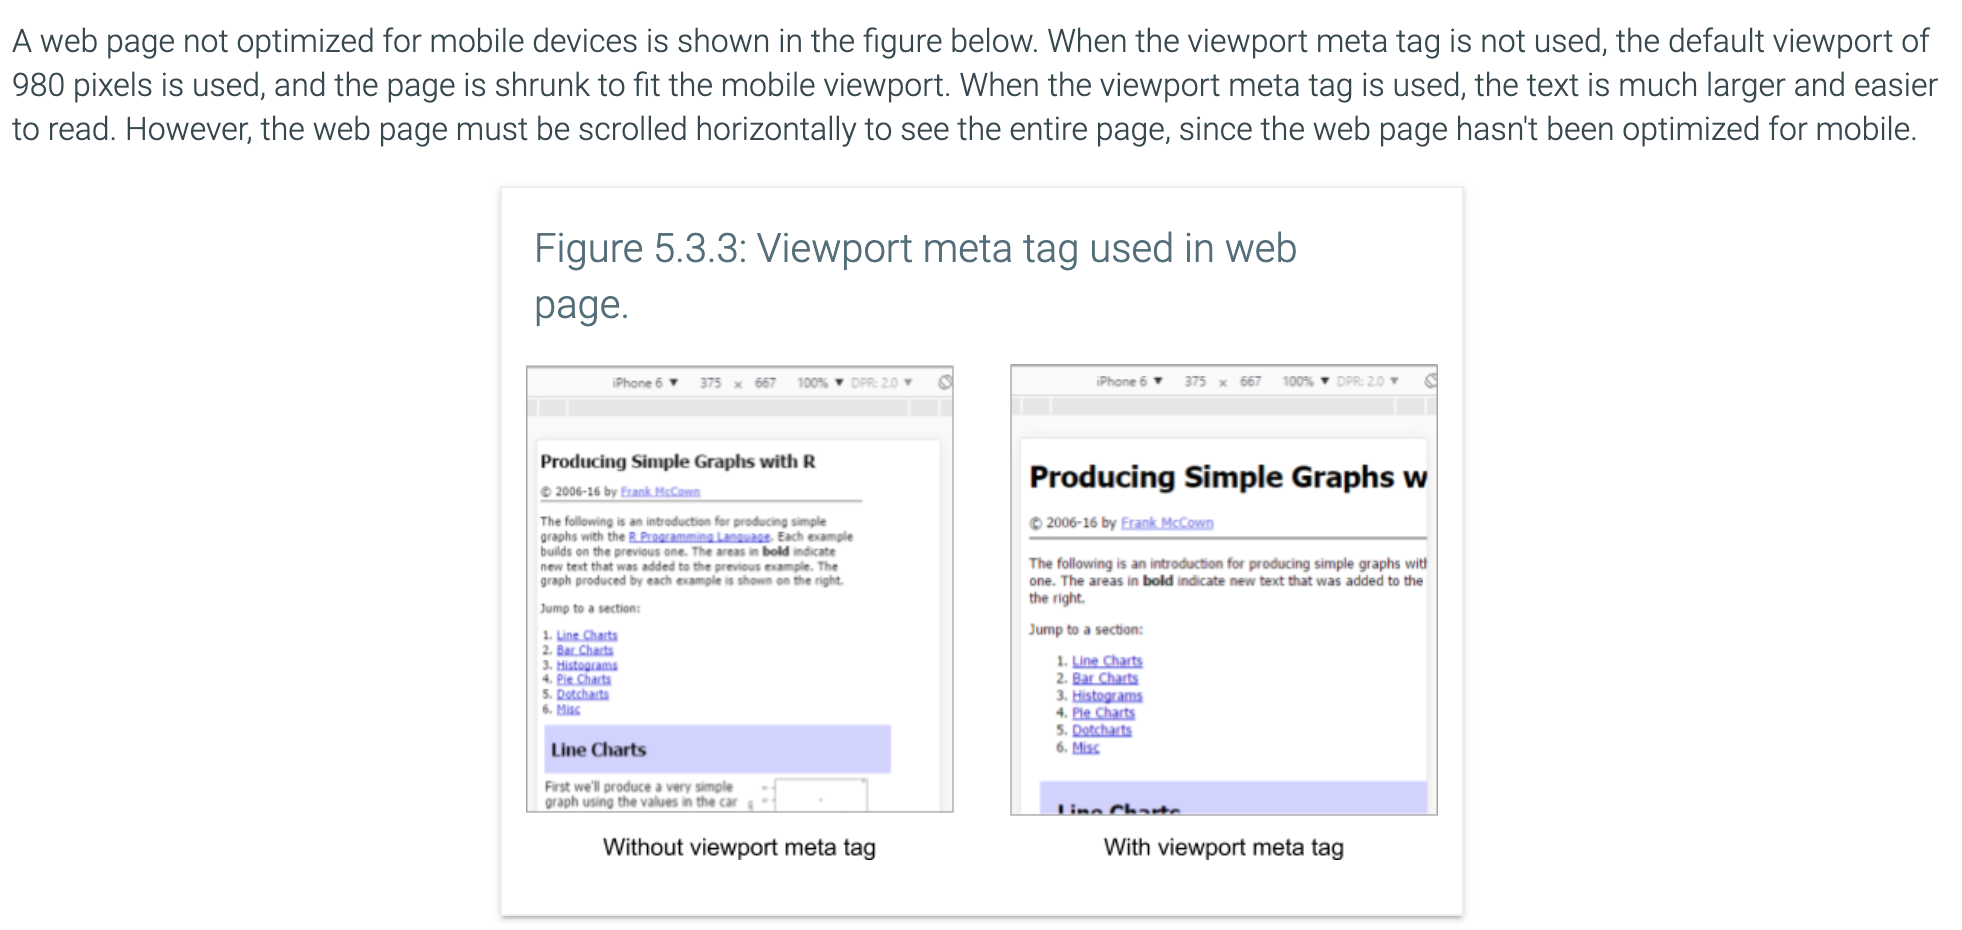 A web page not optimized for mobile devices is shown in the figure below. When the viewport meta tag is not used, the default viewport of
980 pixels is used, and the page is shrunk to fit the mobile viewport. When the viewport meta tag is used, the text is much larger and easier
to read. However, the web page must be scrolled horizontally to see the entire page, since the web page hasn't been optimized for mobile.
Figure 5.3.3: Viewport meta tag used in web
page.
iPhone 6 ▼ 375 x 667 100% ▼ DPR: 2.0 ▼
Producing Simple Graphs with R
© 2006-16 by Frank McCown
The following is an introduction for producing simple
graphs with the R Programming Language. Each example
builds on the previous one. The areas in bold indicate
new text that was added to the previous example. The
graph produced by each example is shown on the right.
Jump to a section:
1. Line Charts
2. Bar Charts
3. Histograms
4. Pie Charts
5. Dotcharts
6. Misc
Line Charts
First we'll produce a very simple
graph using the values in the car
Without viewport meta tag
iPhone 6 ▼ 375 x 667 100% ▼ DPR: 2.0 ▼
Producing Simple Graphs w
© 2006-16 by Frank McCown
The following is an introduction for producing simple graphs with
one. The areas in bold indicate new text that was added to the
the right.
Jump to a section:
1. Line Charts
2. Bar Charts
3. Histograms
4. Pie Charts
5. Dotcharts
6. Misc
Line Charts
With viewport meta tag